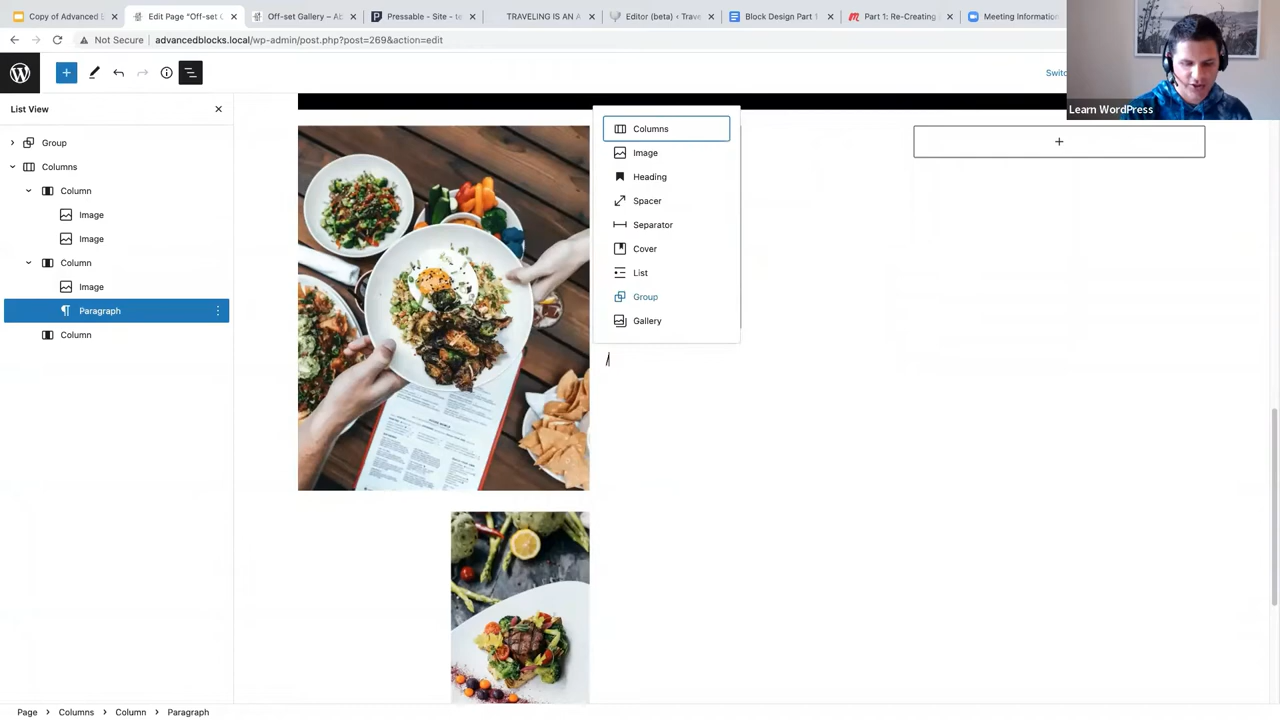 Copy of Advanced B
Edit Page "Off-set G
Off-set Gallery – Ab
Pressable - Site - te
TRAVELING IS AN A
Editor (beta) ‹ Trave
Block Design Part 1
Part 1: Re-Creating
Meeting Information
Not Secure
advancedblocks.local/wp-admin/post.php?post=269&action=edit
Switc
Learn WordPress
List View
Group
Columns
Column
Image
Image
Column
Image
Paragraph
Column
Columns
Image
Heading
Spacer
Separator
Cover
List
Group
Gallery
/
Page > Columns > Column > Paragraph